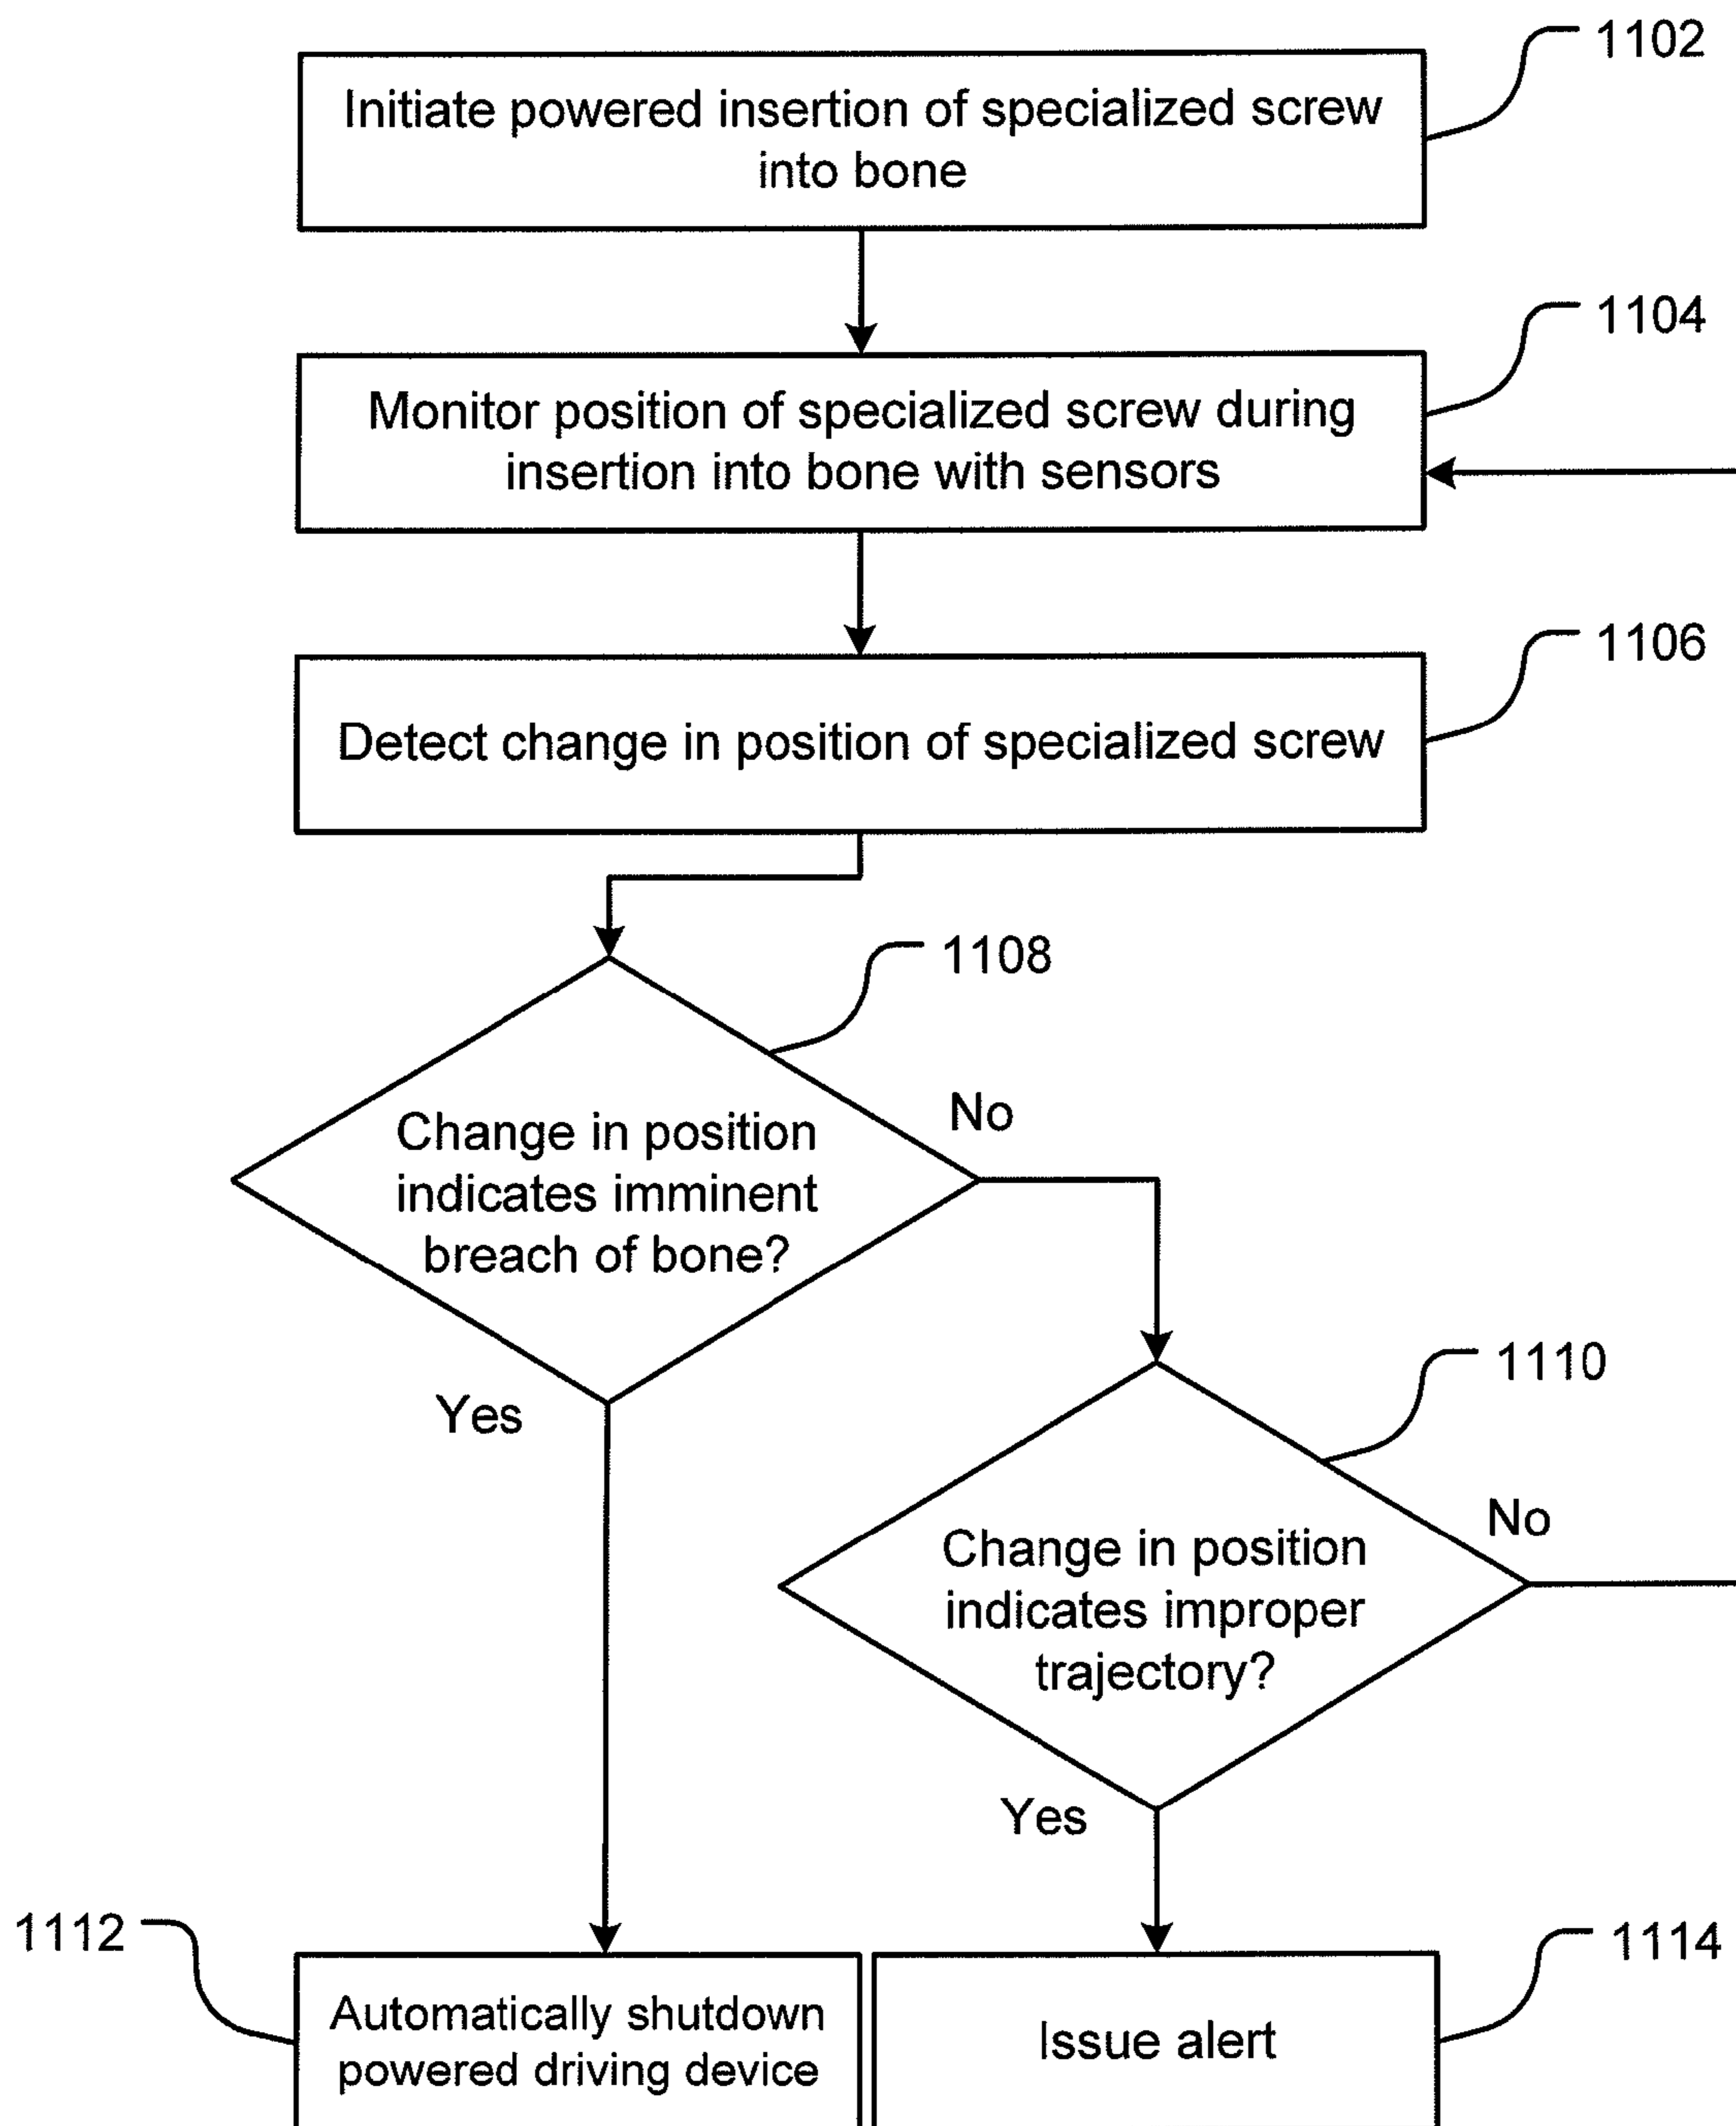 1102
Initiate powered insertion of specialized screw
into bone
1104
Monitor position of specialized screw during
insertion into bone with sensors
1106
Detect change in position of specialized screw
1108
Change in position
indicates imminent
breach of bone?
No
Yes
1110
Change in position
indicates improper
trajectory?
No
Yes
1112
Automatically shutdown
powered driving device
1114
Issue alert